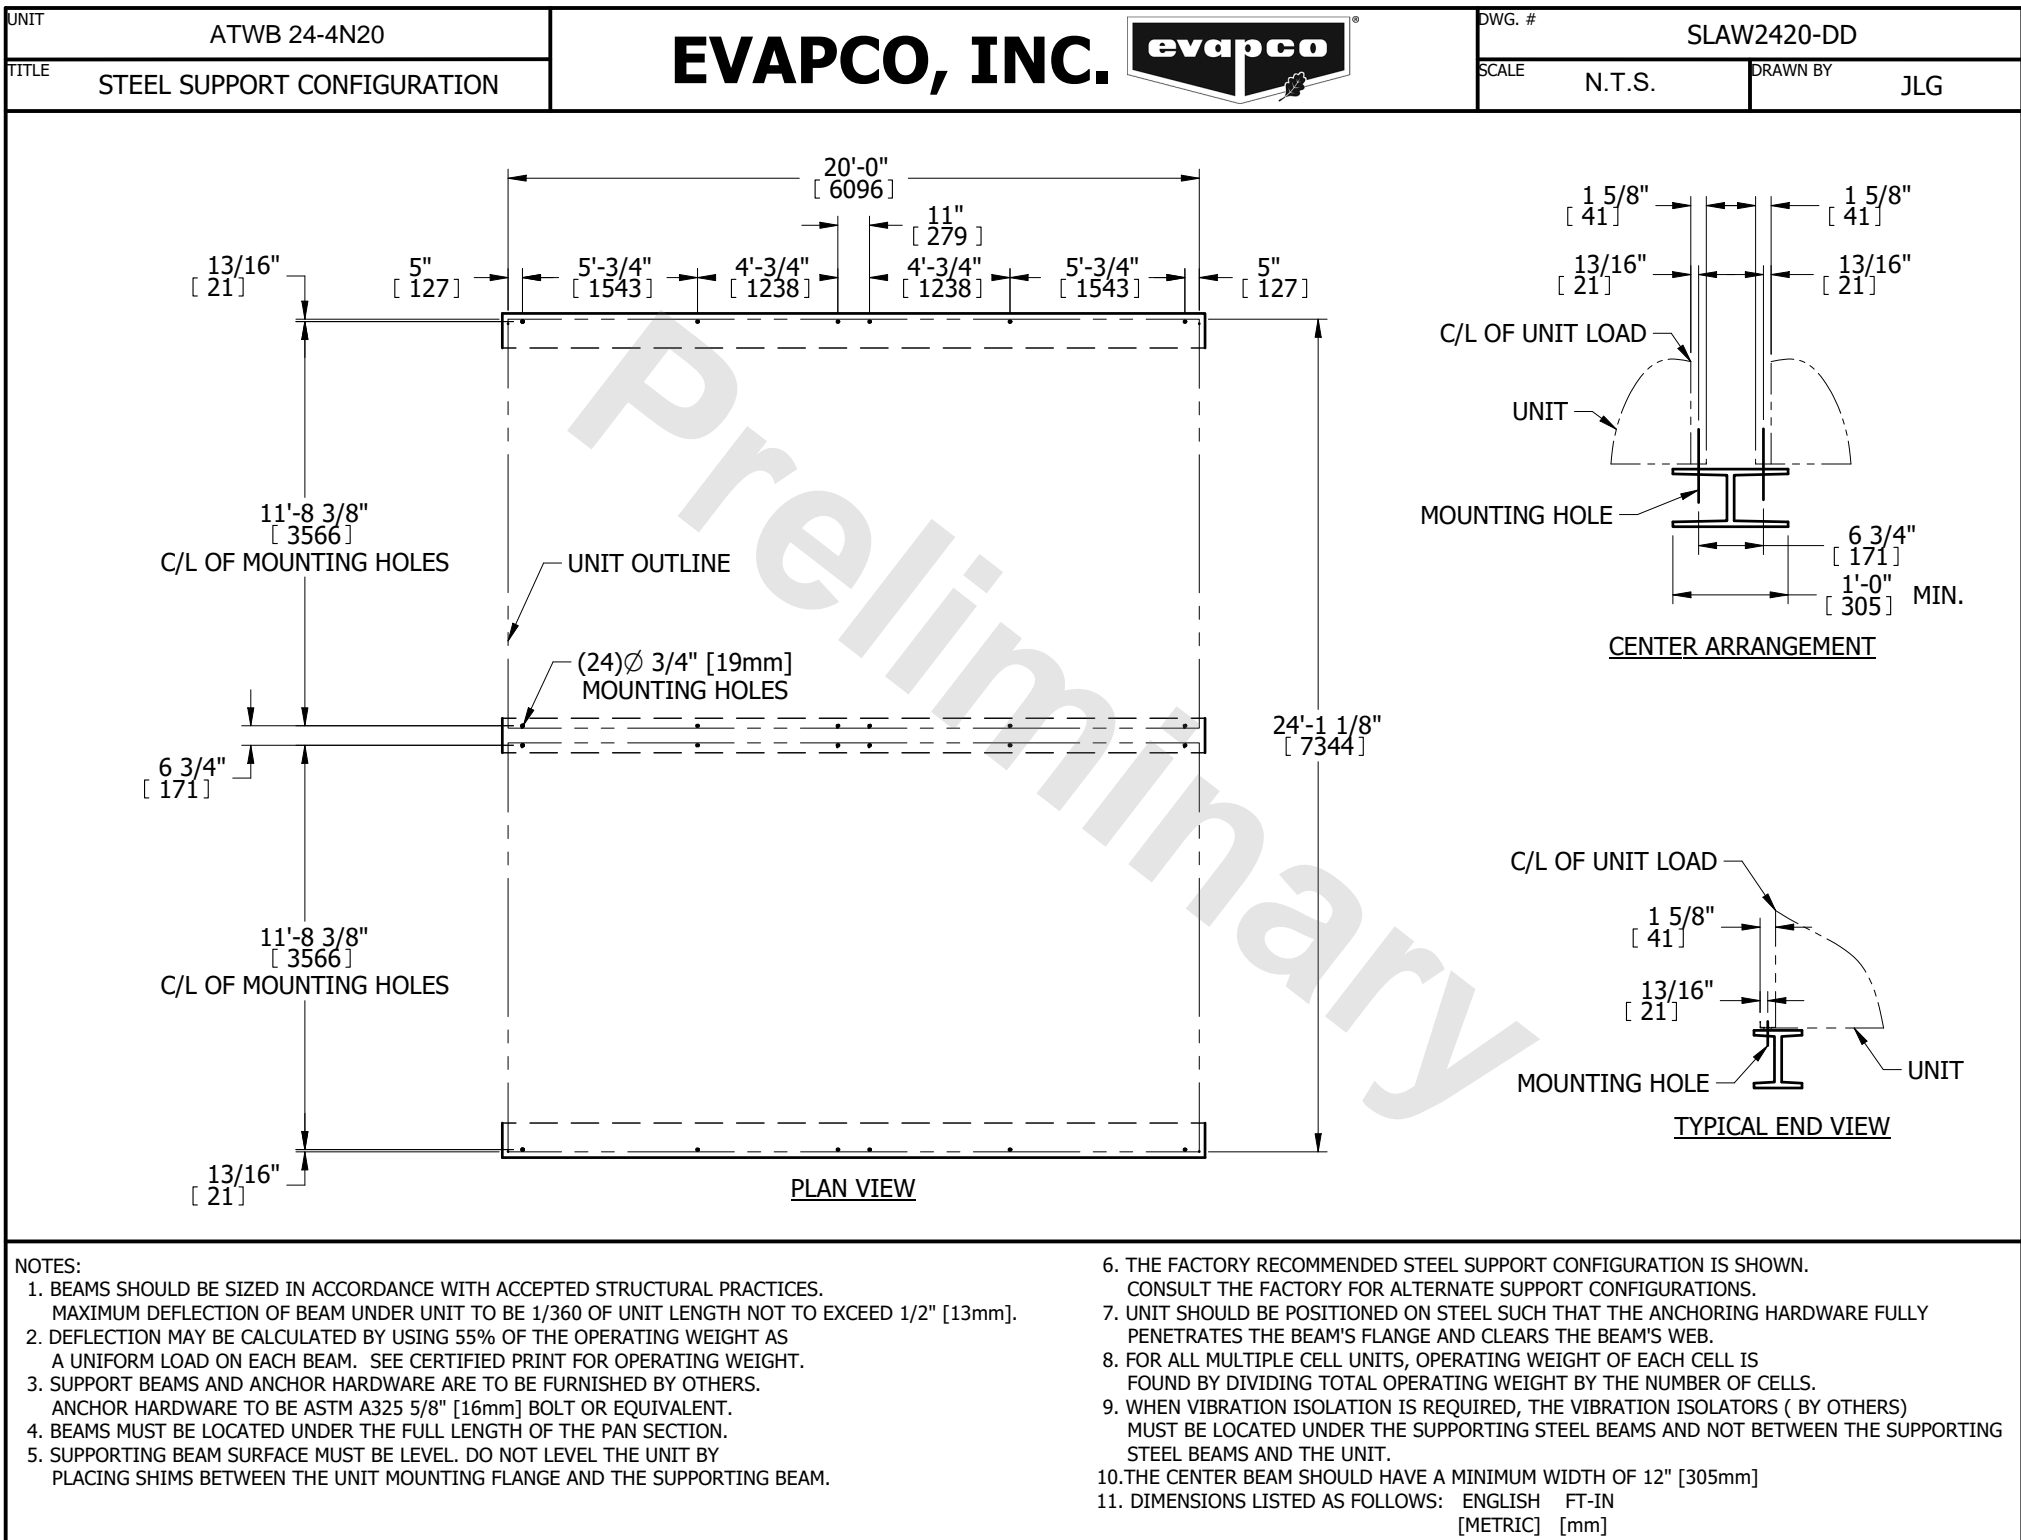 UNIT
ATWB 24-4N20
TITLE
STEEL SUPPORT CONFIGURATION
EVAPCO, INC.
evapco
®
DWG. #
SLAW2420-DD
SCALE
N.T.S.
DRAWN BY
JLG
20'-0"
[ 6096 ]
11"
[ 279 ]
13/16"
[ 21 ]
5"
[ 127 ]
5'-3/4"
[ 1543 ]
4'-3/4"
[ 1238 ]
4'-3/4"
[ 1238 ]
5'-3/4"
[ 1543 ]
5"
[ 127 ]
11'-8 3/8"
[ 3566 ]
C/L OF MOUNTING HOLES
UNIT OUTLINE
(24)Ø 3/4" [19mm]
MOUNTING HOLES
6 3/4"
[ 171 ]
24'-1 1/8"
[ 7344 ]
11'-8 3/8"
[ 3566 ]
C/L OF MOUNTING HOLES
13/16"
[ 21 ]
PLAN VIEW
Preliminary
1 5/8"
[ 41 ]
1 5/8"
[ 41 ]
13/16"
[ 21 ]
13/16"
[ 21 ]
C/L OF UNIT LOAD
UNIT
MOUNTING HOLE
6 3/4"
[ 171 ]
1'-0"
[ 305 ] MIN.
CENTER ARRANGEMENT
C/L OF UNIT LOAD
1 5/8"
[ 41 ]
13/16"
[ 21 ]
MOUNTING HOLE
UNIT
TYPICAL END VIEW
NOTES:
1. BEAMS SHOULD BE SIZED IN ACCORDANCE WITH ACCEPTED STRUCTURAL PRACTICES.
MAXIMUM DEFLECTION OF BEAM UNDER UNIT TO BE 1/360 OF UNIT LENGTH NOT TO EXCEED 1/2" [13mm].
2. DEFLECTION MAY BE CALCULATED BY USING 55% OF THE OPERATING WEIGHT AS
A UNIFORM LOAD ON EACH BEAM. SEE CERTIFIED PRINT FOR OPERATING WEIGHT.
3. SUPPORT BEAMS AND ANCHOR HARDWARE ARE TO BE FURNISHED BY OTHERS.
ANCHOR HARDWARE TO BE ASTM A325 5/8" [16mm] BOLT OR EQUIVALENT.
4. BEAMS MUST BE LOCATED UNDER THE FULL LENGTH OF THE PAN SECTION.
5. SUPPORTING BEAM SURFACE MUST BE LEVEL. DO NOT LEVEL THE UNIT BY
PLACING SHIMS BETWEEN THE UNIT MOUNTING FLANGE AND THE SUPPORTING BEAM.
6. THE FACTORY RECOMMENDED STEEL SUPPORT CONFIGURATION IS SHOWN.
CONSULT THE FACTORY FOR ALTERNATE SUPPORT CONFIGURATIONS.
7. UNIT SHOULD BE POSITIONED ON STEEL SUCH THAT THE ANCHORING HARDWARE FULLY
PENETRATES THE BEAM'S FLANGE AND CLEARS THE BEAM'S WEB.
8. FOR ALL MULTIPLE CELL UNITS, OPERATING WEIGHT OF EACH CELL IS
FOUND BY DIVIDING TOTAL OPERATING WEIGHT BY THE NUMBER OF CELLS.
9. WHEN VIBRATION ISOLATION IS REQUIRED, THE VIBRATION ISOLATORS ( BY OTHERS)
MUST BE LOCATED UNDER THE SUPPORTING STEEL BEAMS AND NOT BETWEEN THE SUPPORTING
STEEL BEAMS AND THE UNIT.
10.THE CENTER BEAM SHOULD HAVE A MINIMUM WIDTH OF 12" [305mm]
11. DIMENSIONS LISTED AS FOLLOWS: ENGLISH FT-IN
[METRIC] [mm]